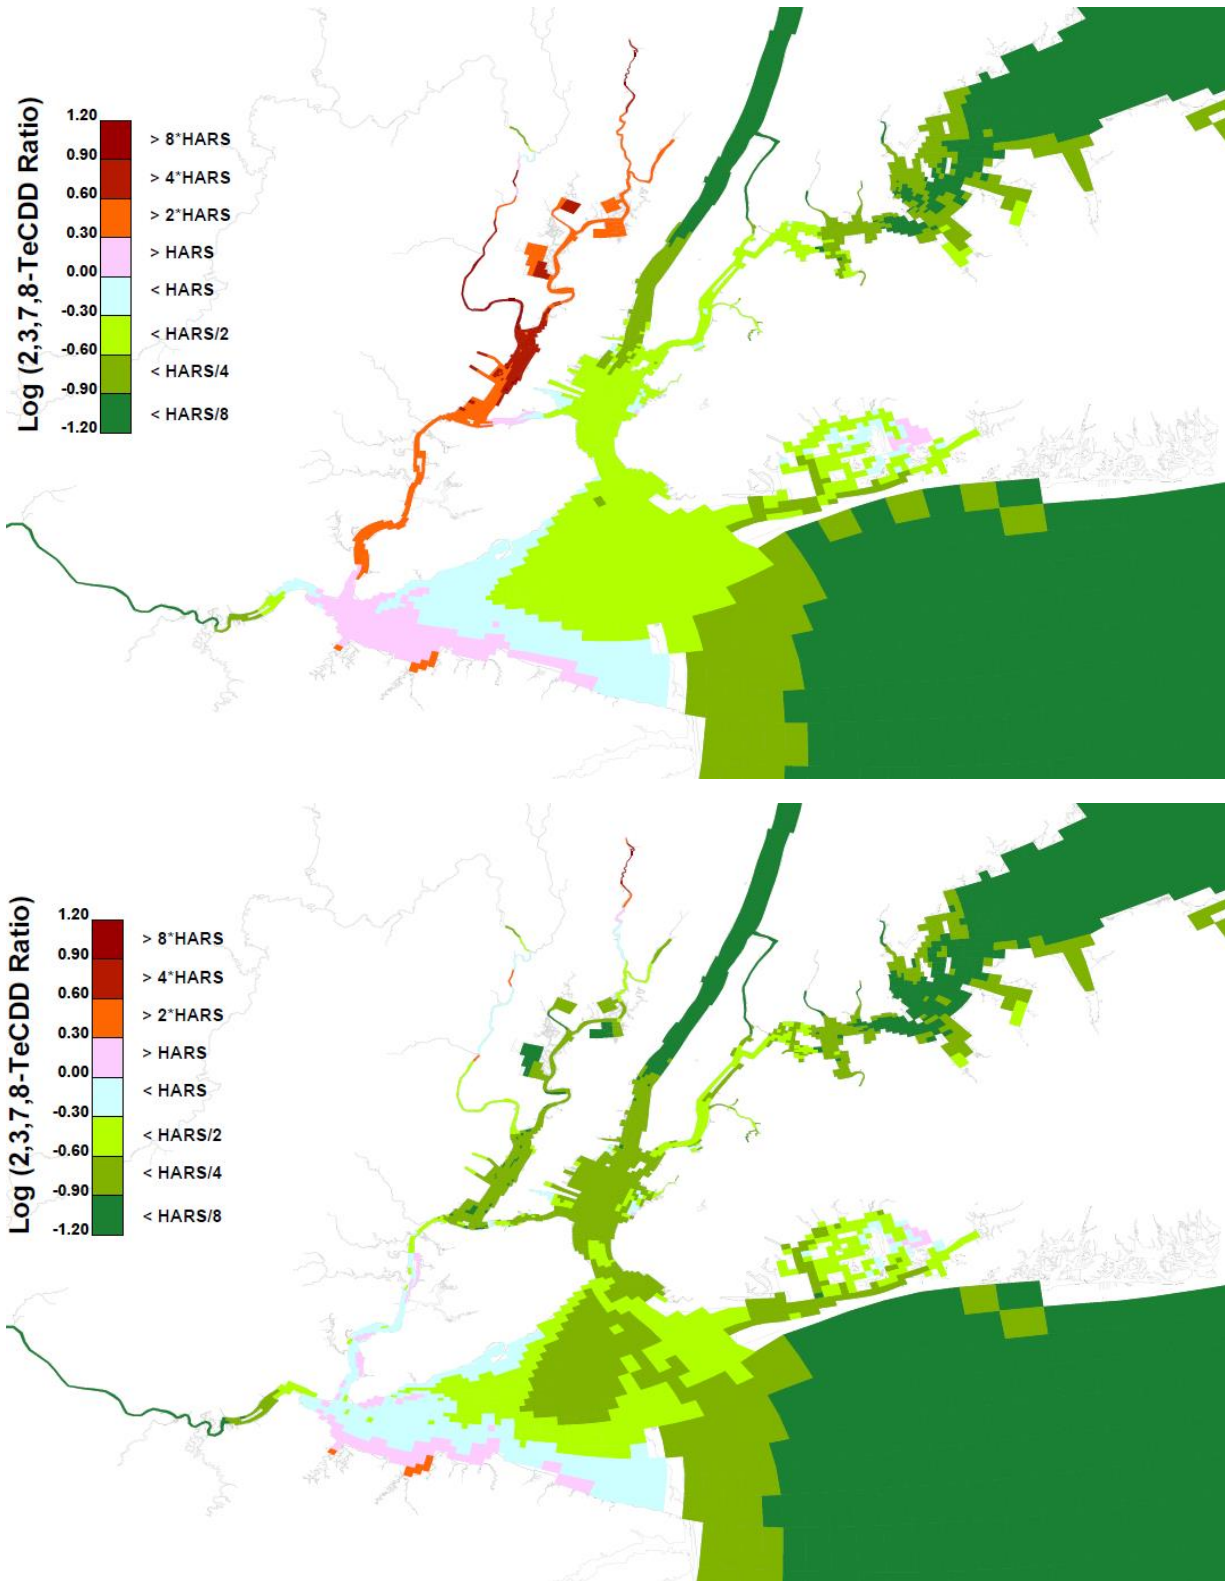 Log (2,3,7,8-TeCDD Ratio)
1.20
> 8*HARS
0.90
> 4*HARS
0.60
> 2*HARS
0.30
> HARS
0.00
< HARS
-0.30
< HARS/2
-0.60
< HARS/4
-0.90
< HARS/8
-1.20
Log (2,3,7,8-TeCDD Ratio)
1.20
> 8*HARS
0.90
> 4*HARS
0.60
> 2*HARS
0.30
> HARS
0.00
< HARS
-0.30
< HARS/2
-0.60
< HARS/4
-0.90
< HARS/8
-1.20